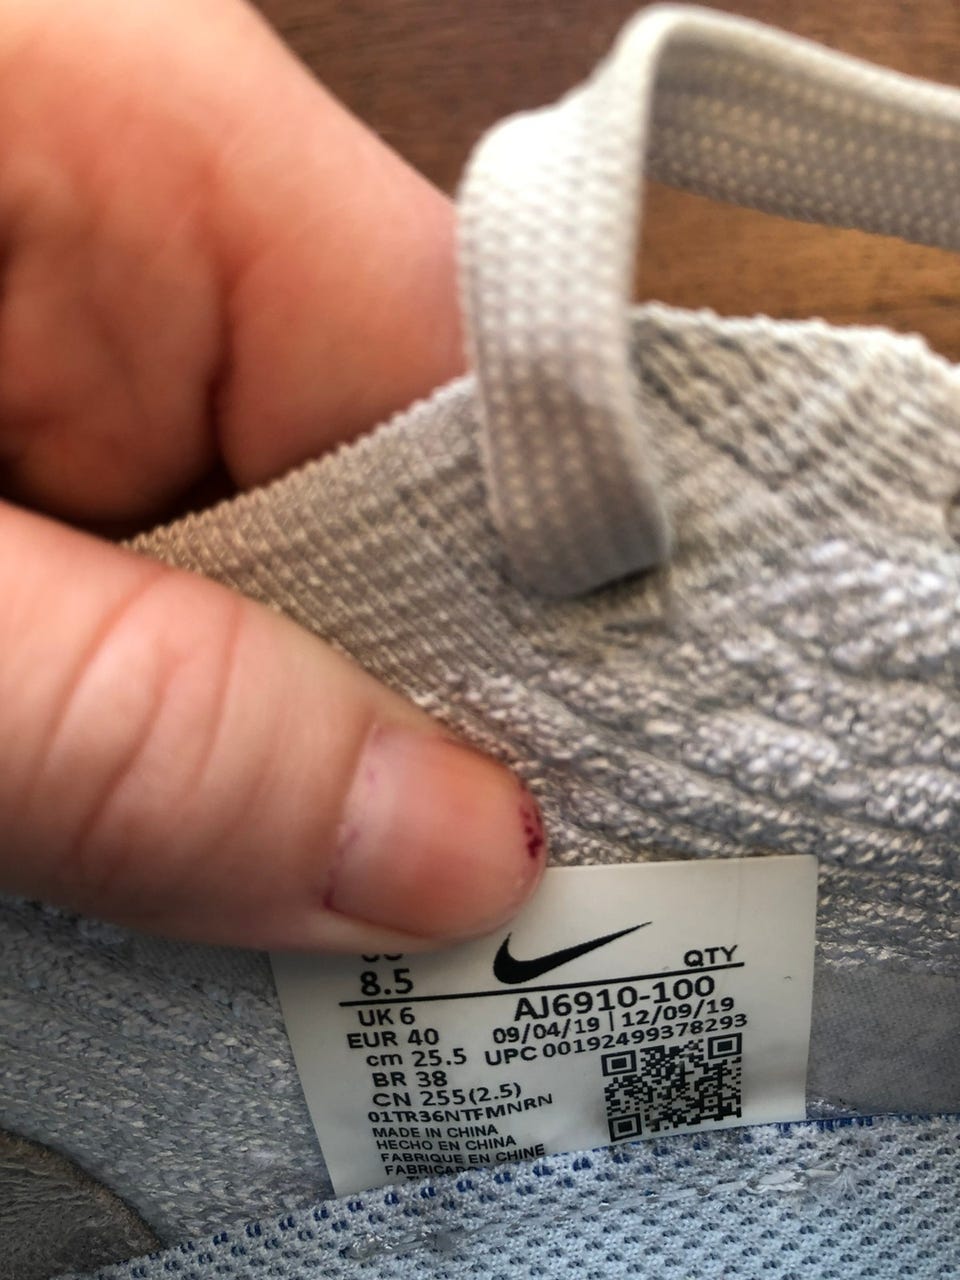 8.5
QTY
UK 6
AJ6910-100
EUR 40
09/04/19 | 12/09/19
cm 25.5
UPC 00192499378293
BR 38
CN 255(2.5)
01TR36NTFMNRN
MADE IN CHINA
HECHO EN CHINA
FABRIQUE EN CHINE